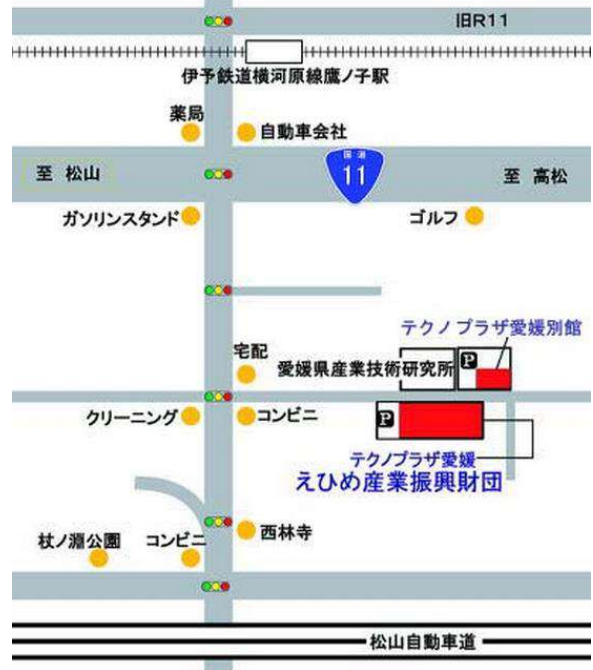 旧R11
伊予鉄道横河原線鷹ノ子駅
薬局
自動車会社
至 松山
国道
11
至 高松
ガソリンスタンド
ゴルフ
テクノプラザ愛媛別館
宅配
愛媛県産業技術研究所
P
クリーニング
コンビニ
P
テクノプラザ愛媛
えひめ産業振興財団
西林寺
杖ノ淵公園
コンビニ
松山自動車道